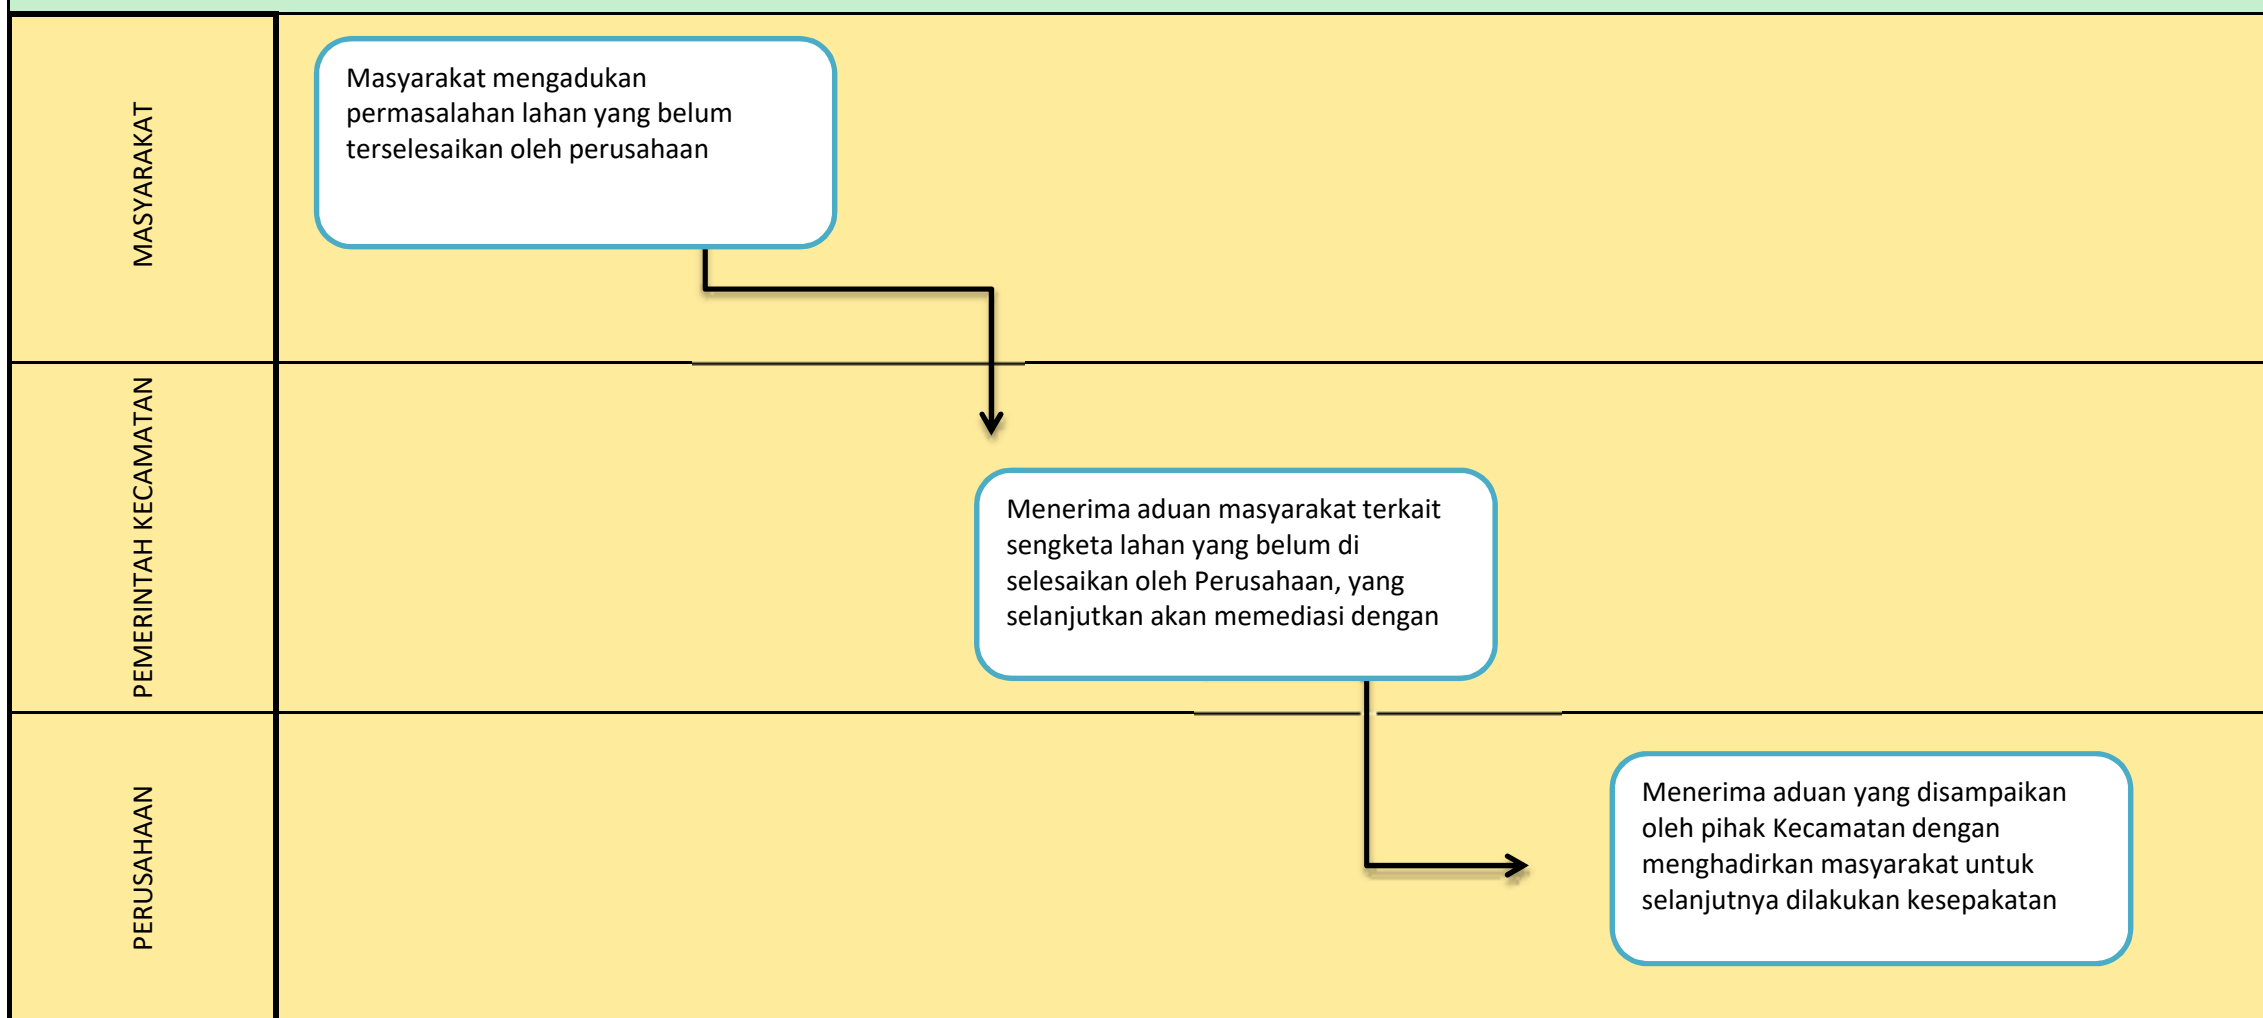 MASYARAKAT
Masyarakat mengadukan
permasalahan lahan yang belum
terselesaikan oleh perusahaan
PEMERINTAH KECAMATAN
Menerima aduan masyarakat terkait
sengketa lahan yang belum di
selesaikan oleh Perusahaan, yang
selanjutkan akan memediasi dengan
PERUSAHAAN
Menerima aduan yang disampaikan
oleh pihak Kecamatan dengan
menghadirkan masyarakat untuk
selanjutnya dilakukan kesepakatan